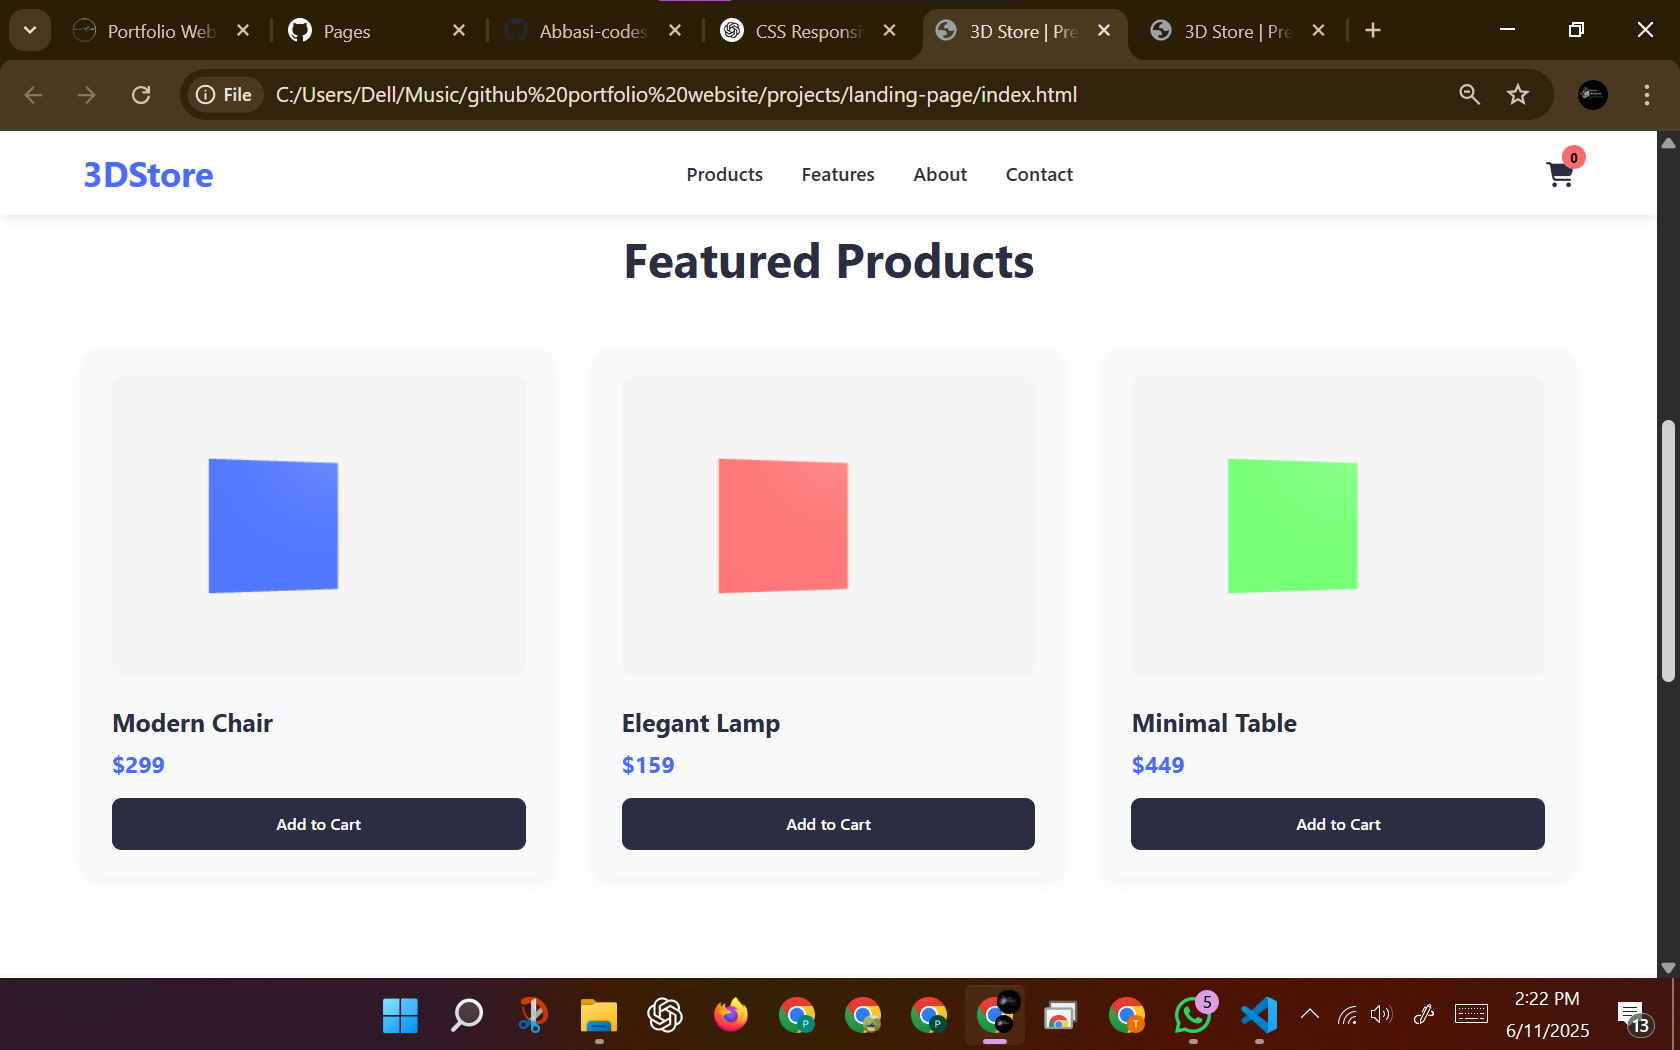 Portfolio Web
Pages
Abbasi-codes
CSS Responsi
3D Store | Pre
3D Store | Pre
File
C:/Users/Dell/Music/github%20portfolio%20website/projects/landing-page/index.html
3DStore
Products
Features
About
Contact
0
Featured Products
Modern Chair
Elegant Lamp
Minimal Table
$299
$159
$449
Add to Cart
Add to Cart
Add to Cart
P
P
T
5
2:22 PM
6/11/2025
13